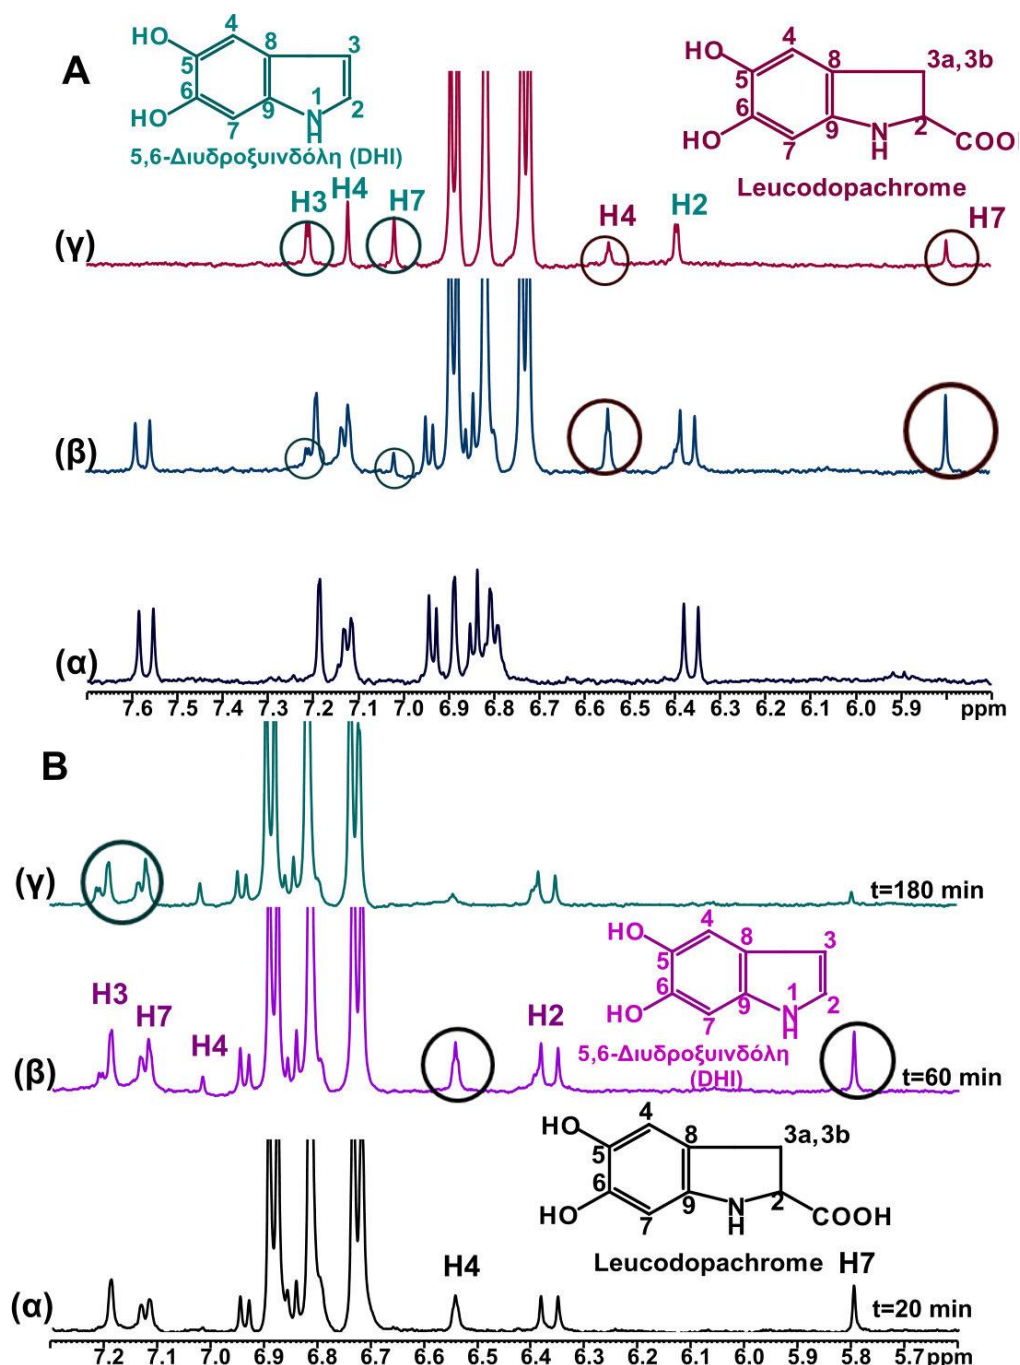 A
HO
HO
4
5
6
7
8
9
3
1
2
N
H
5,6-Διυδροξυινδόλη (DHI)
HO
HO
4
5
6
7
8
9
3a,3b
N
H
2
COOH
Leucodopachrome
H3 H4 H7 H4 H2 H7
(γ)
(β)
(α)
7.6 7.5 7.4 7.3 7.2 7.1 7.0 6.9 6.8 6.7 6.6 6.5 6.4 6.3 6.2 6.1 6.0 5.9 ppm
B
(γ)
t=180 min
HO
HO
4
5
6
7
8
9
3
1
2
N
H
5,6-Διυδροξυινδόλη
(DHI)
H3 H7 H4 H2
(β)
t=60 min
HO
HO
4
5
6
7
8
9
3a,3b
N
H
2
COOH
Leucodopachrome
H4 H7
(α)
t=20 min
7.2 7.1 7.0 6.9 6.8 6.7 6.6 6.5 6.4 6.3 6.2 6.1 6.0 5.9 5.8 5.7 ppm